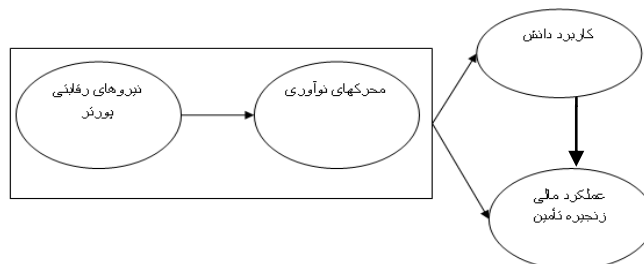 کاربرد دانش
محرکهای نوآوری
نیروهای رقابتی
پورتر
عملکرد مالی
زنجیره تأمین